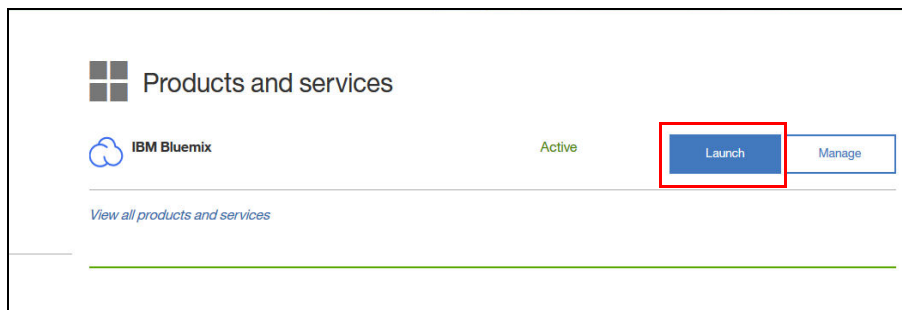 Products and services
IBM Bluemix
Active
Launch
Manage
View all products and services